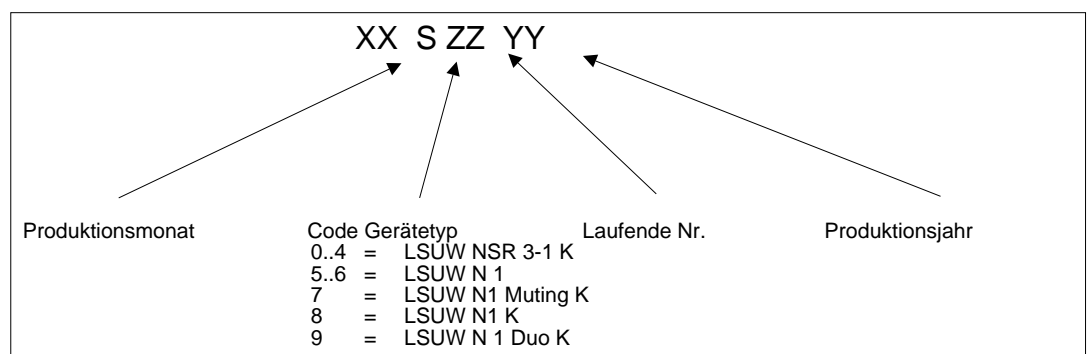 XX S ZZ YY
Produktionsmonat Code Gerätetyp Laufende Nr. Produktionsjahr
0..4 = LSUW NSR 3-1 K
5..6 = LSUW N 1
7 = LSUW N1 Muting K
8 = LSUW N1 K
9 = LSUW N 1 Duo K